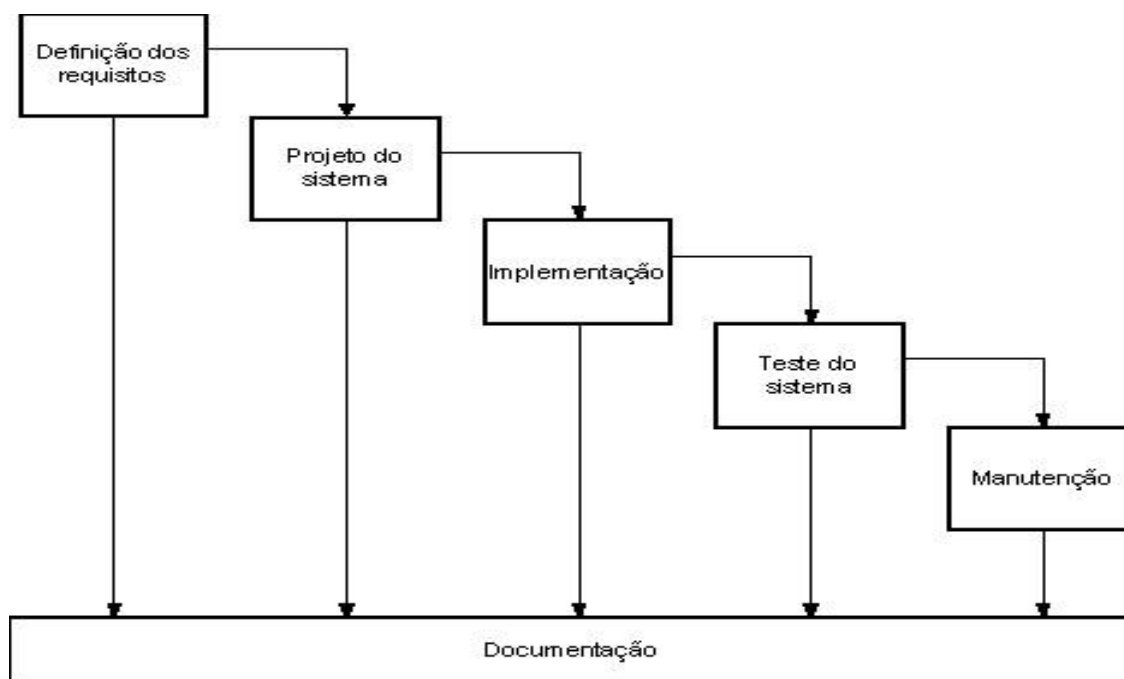 Definição dos
requisitos
Projeto do
sistema
Implementação
Teste do
sistema
Manutenção
Documentação